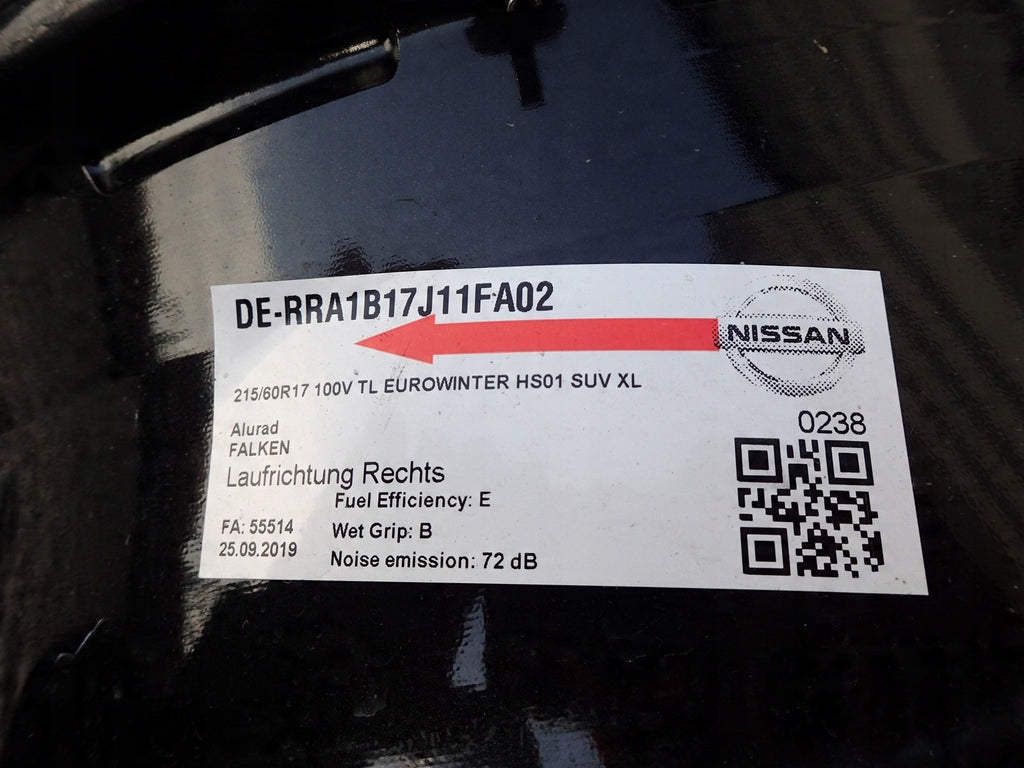 DE-RRA1B17J11FA02
NISSAN
215/60R17 100V TL EUROWINTER HS01 SUV XL
0238
Alurad
FALKEN
Laufrichtung Rechts
Fuel Efficiency: E
FA: 55514
Wet Grip: B
25.09.2019
Noise emission: 72 dB